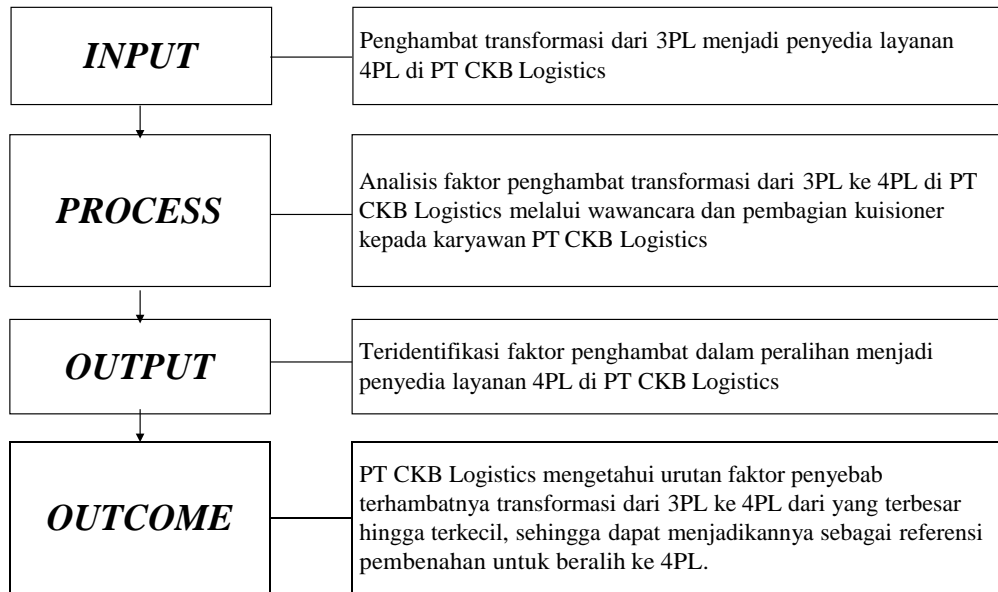 INPUT
Penghambat transformasi dari 3PL menjadi penyedia layanan
4PL di PT CKB Logistics
PROCESS
Analisis faktor penghambat transformasi dari 3PL ke 4PL di PT
CKB Logistics melalui wawancara dan pembagian kuisioner
kepada karyawan PT CKB Logistics
OUTPUT
Teridentifikasi faktor penghambat dalam peralihan menjadi
penyedia layanan 4PL di PT CKB Logistics
OUTCOME
PT CKB Logistics mengetahui urutan faktor penyebab
terhambatnya transformasi dari 3PL ke 4PL dari yang terbesar
hingga terkecil, sehingga dapat menjadikannya sebagai referensi
pembenahan untuk beralih ke 4PL.